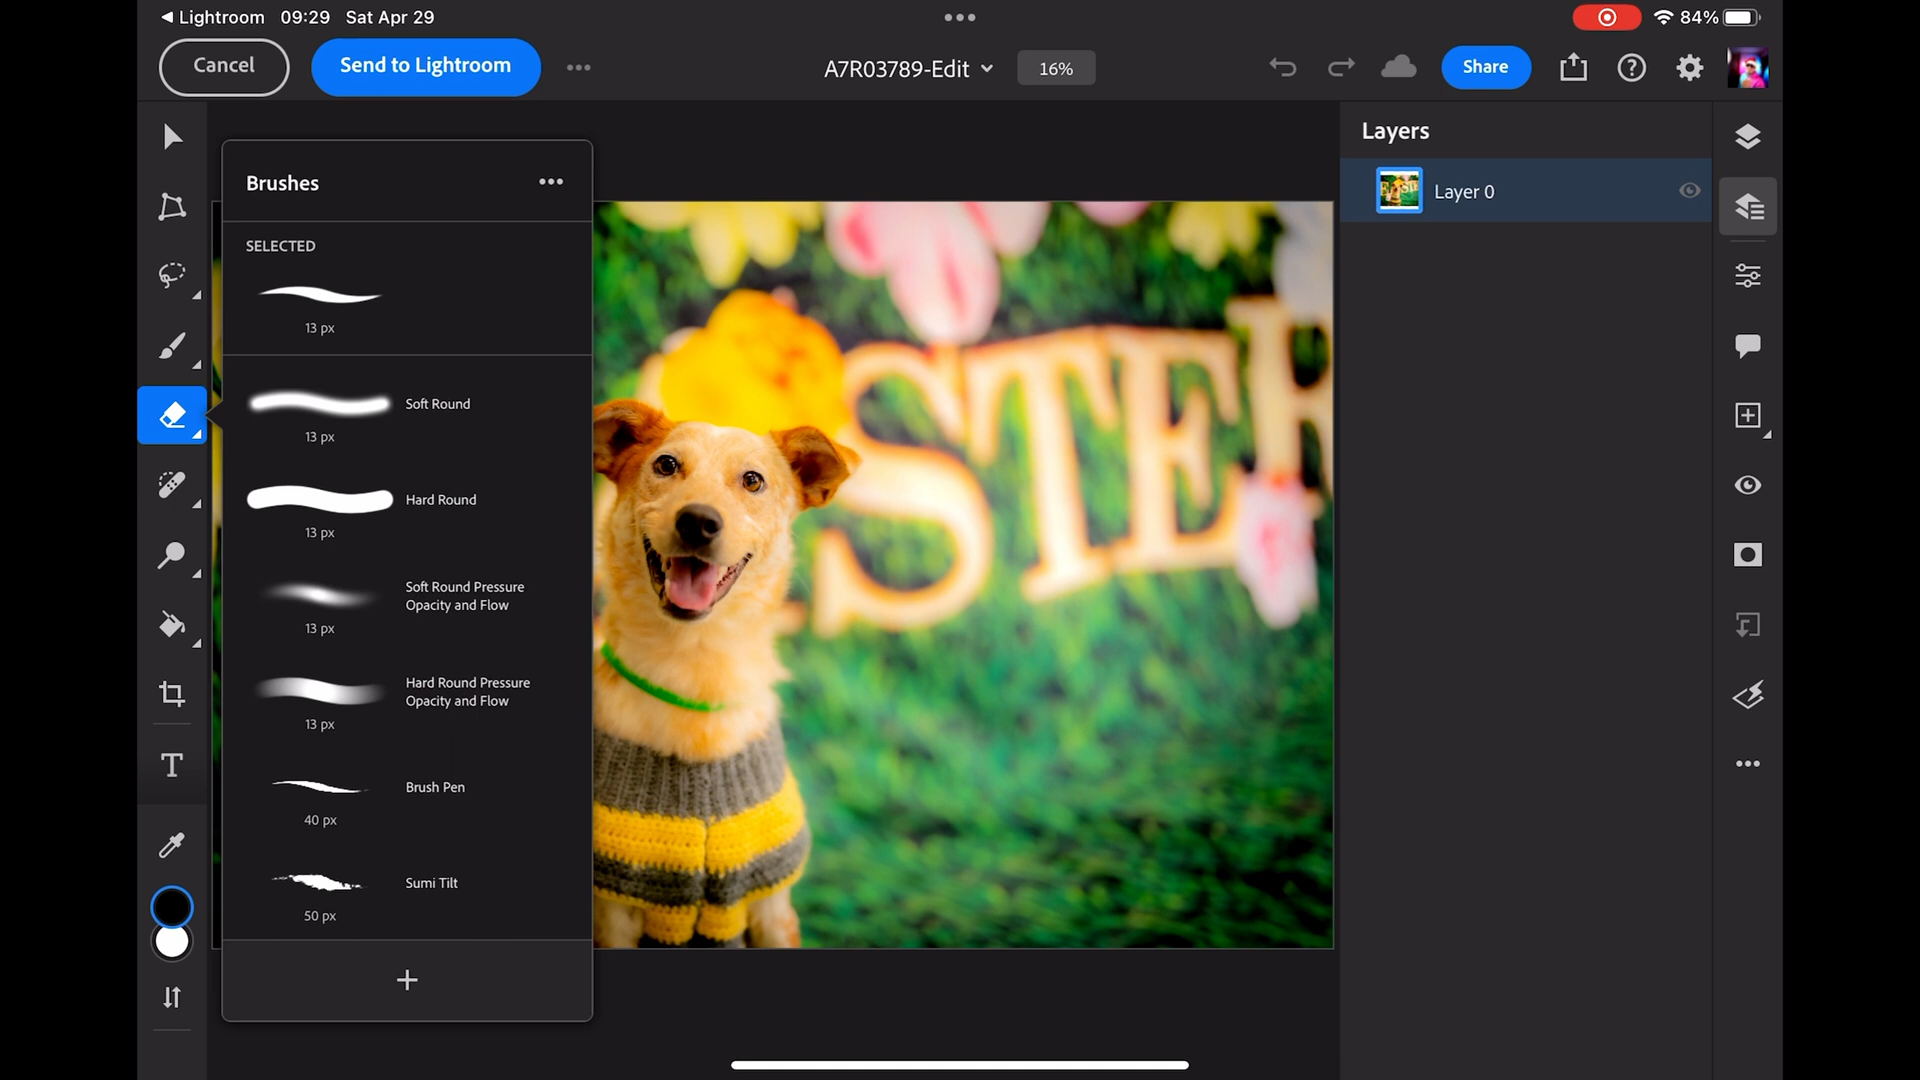 Lightroom 09:29 Sat Apr 29
84%
Cancel
Send to Lightroom
A7R03789-Edit
16%
Share
Brushes
SELECTED
13 px
Soft Round
13 px
Hard Round
13 px
Soft Round Pressure
Opacity and Flow
13 px
Hard Round Pressure
Opacity and Flow
13 px
Brush Pen
40 px
Sumi Tilt
50 px
STER
Layers
Layer 0